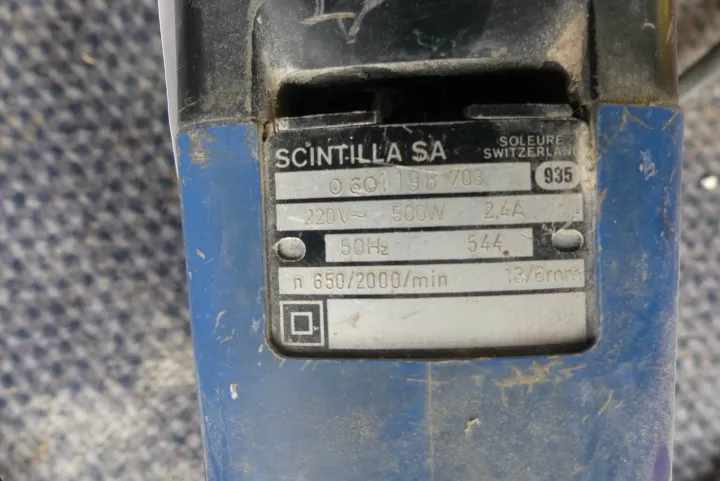 SCINTILLA SA
SOLEURE
SWITZERLAND
0 601 198 703
935
220V~ 500W 2,4A
50Hz 544
n 650/2000/min 13/6mm